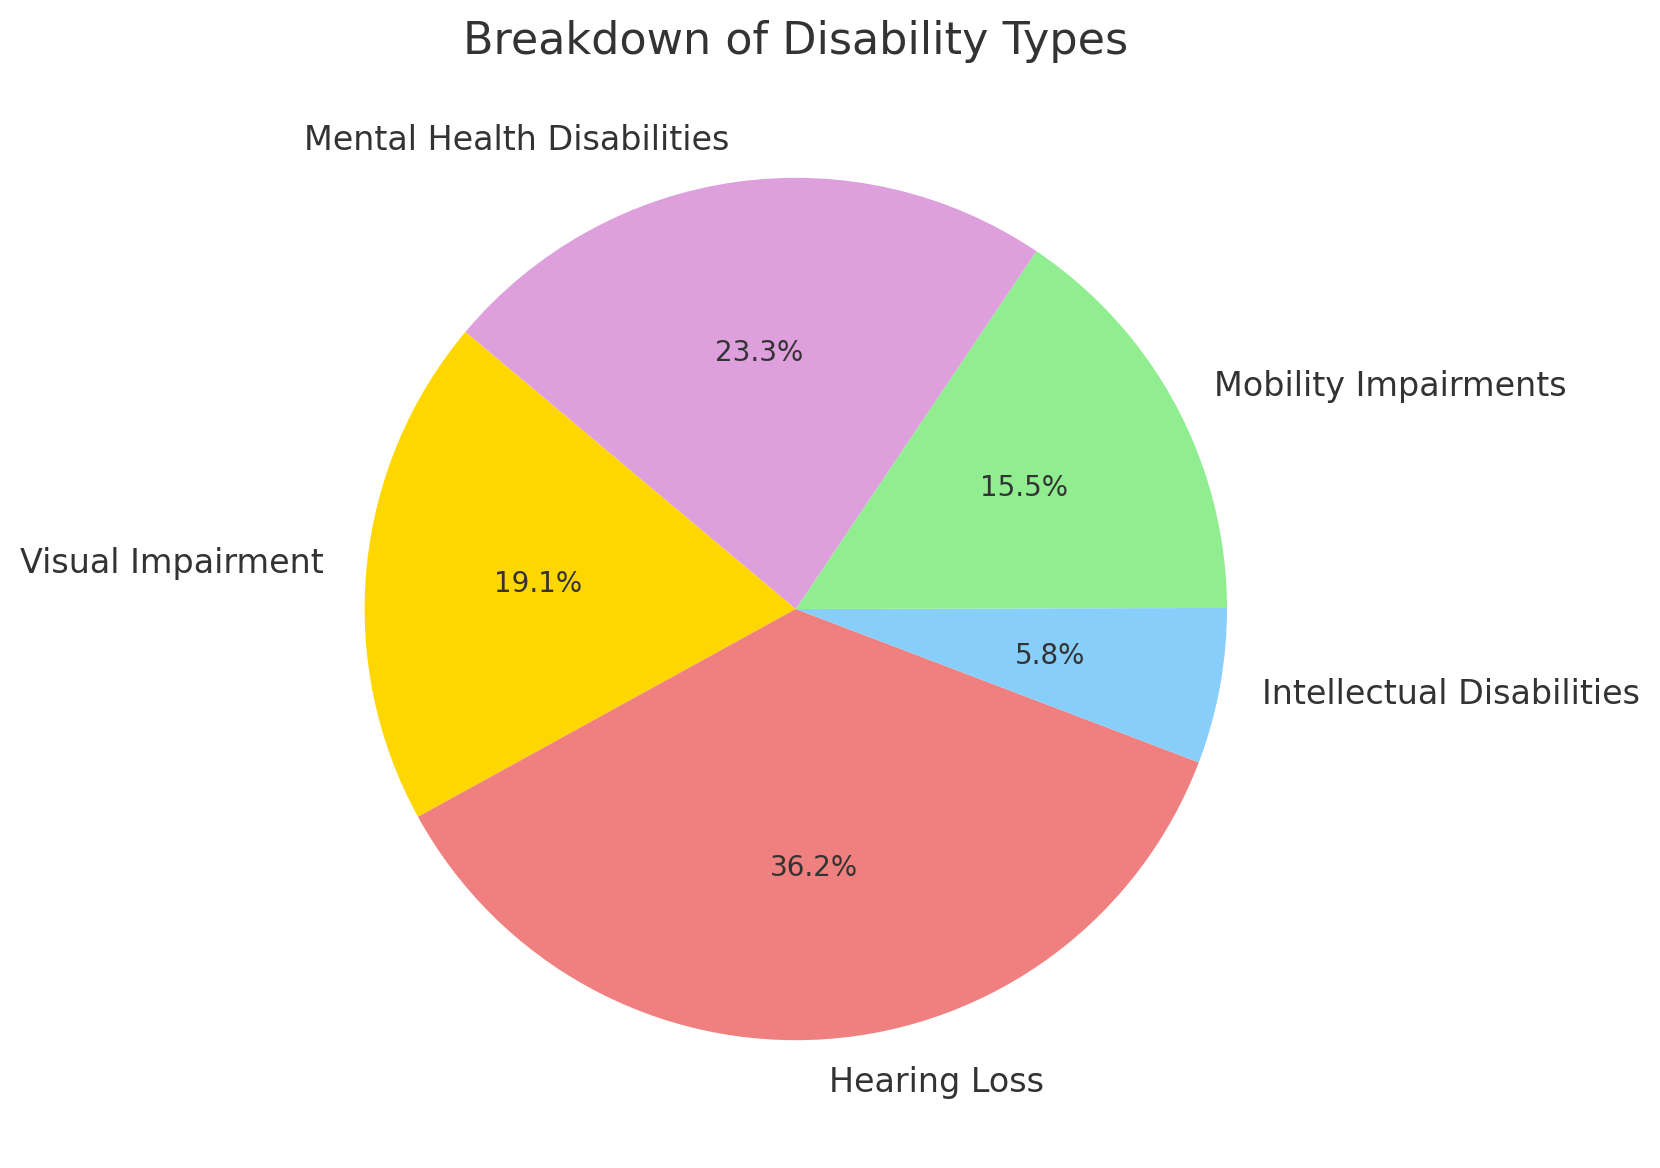 Breakdown of Disability Types
Mental Health Disabilities
23.3%
Mobility Impairments
15.5%
Visual Impairment
19.1%
5.8%
Intellectual Disabilities
36.2%
Hearing Loss